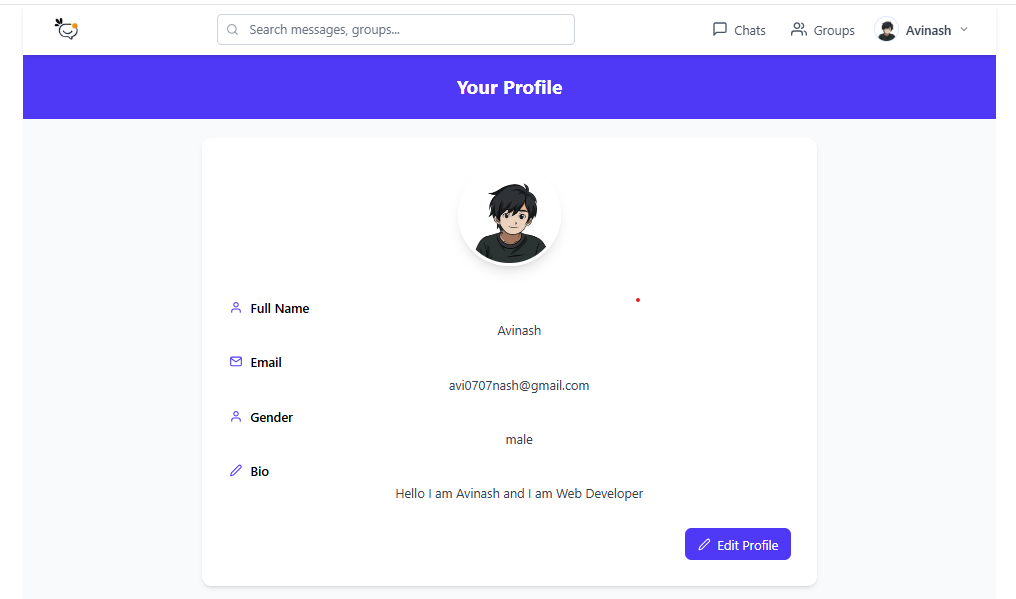 Search messages, groups...
Chats
Groups
Avinash
Your Profile
Full Name
Avinash
Email
avi0707nash@gmail.com
Gender
male
Bio
Hello I am Avinash and I am Web Developer
Edit Profile